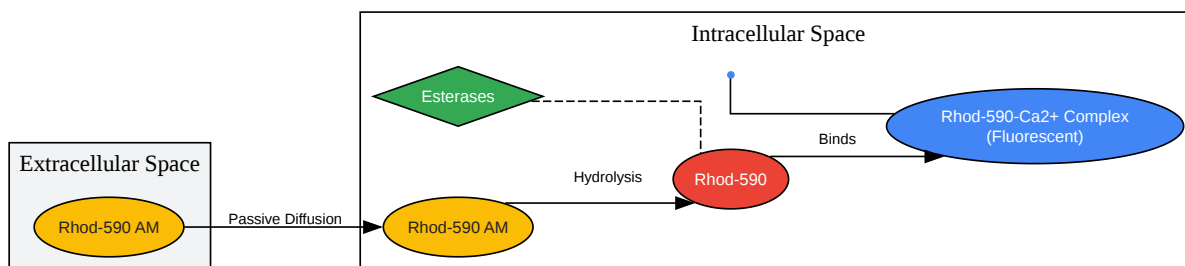 Intracellular Space
Esterases
Rhod-590-Ca2+ Complex
(Fluorescent)
Binds
Extracellular Space
Hydrolysis
Rhod-590
Rhod-590 AM
Passive Diffusion
Rhod-590 AM